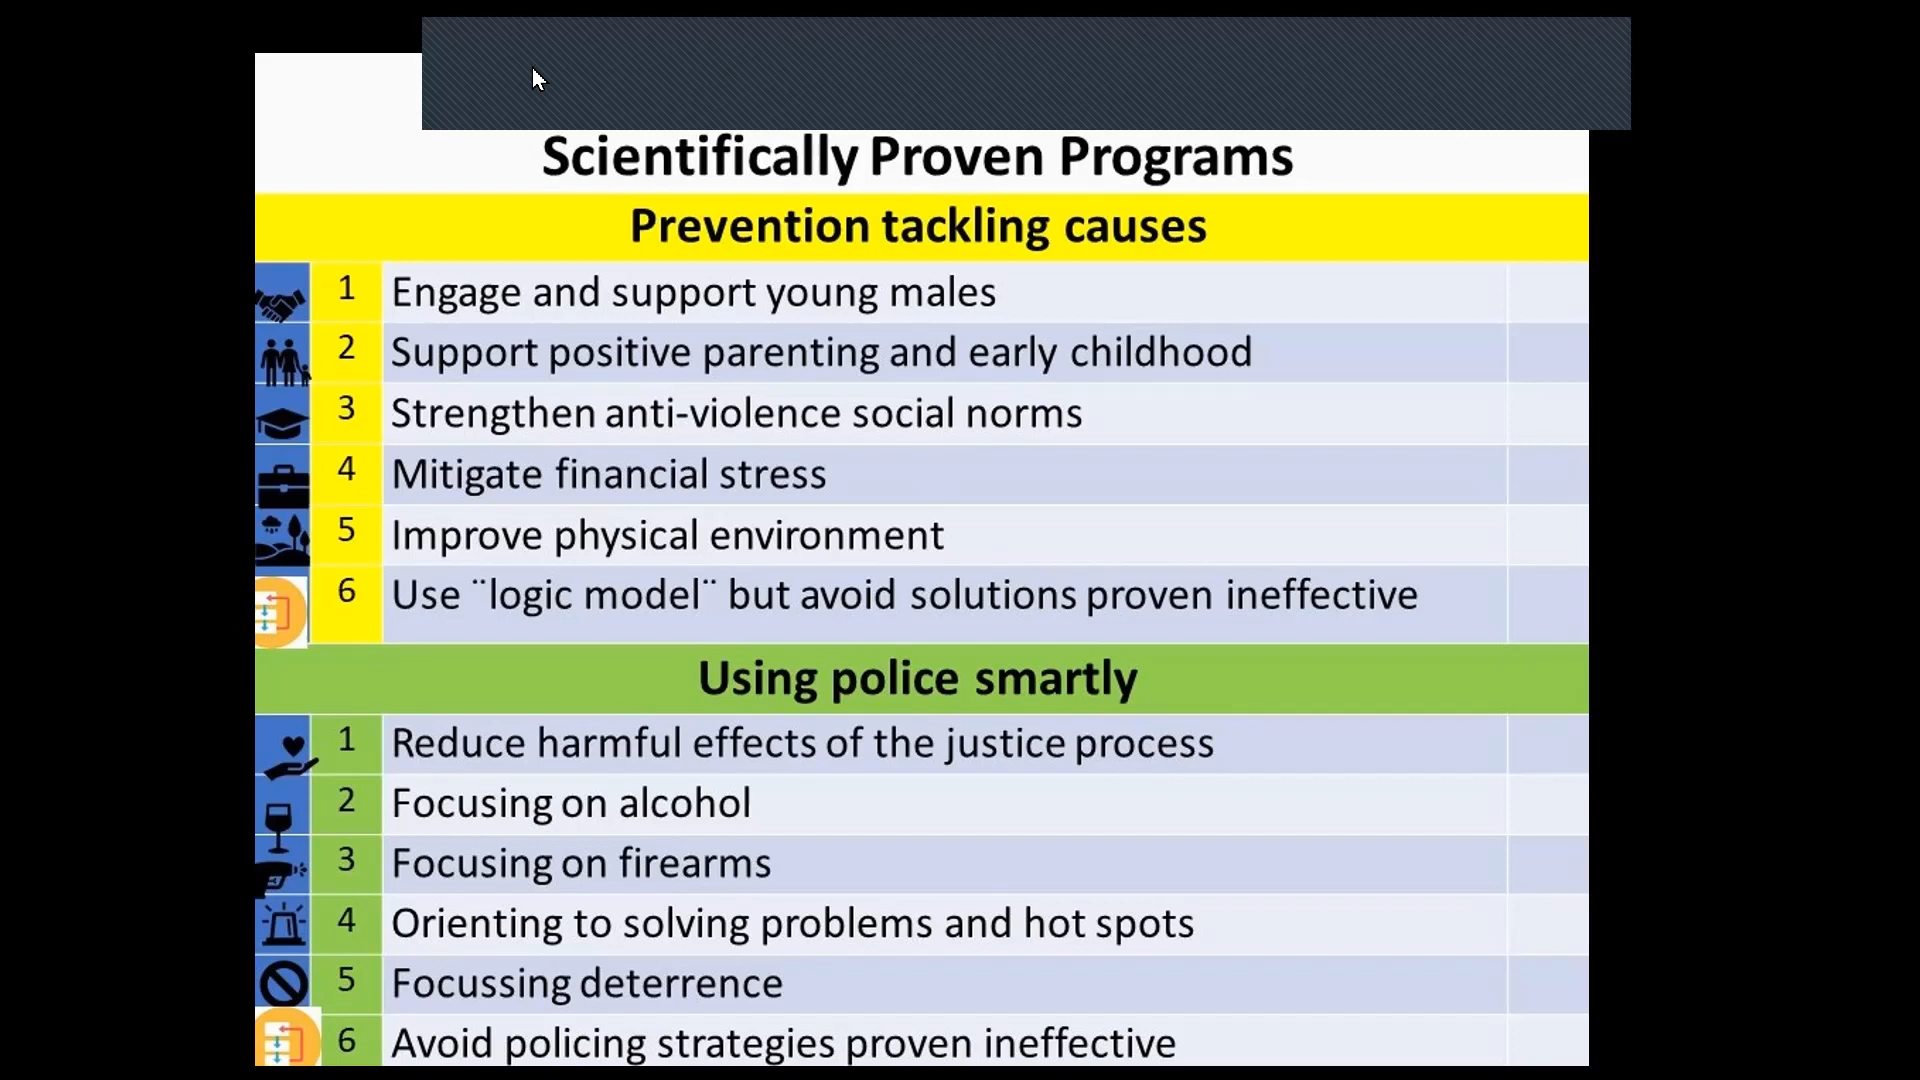 Scientifically Proven Programs
Prevention tackling causes
1 Engage and support young males
2 Support positive parenting and early childhood
3 Strengthen anti-violence social norms
4 Mitigate financial stress
5 Improve physical environment
6 Use ¨logic model¨ but avoid solutions proven ineffective
Using police smartly
1 Reduce harmful effects of the justice process
2 Focusing on alcohol
3 Focusing on firearms
4 Orienting to solving problems and hot spots
5 Focussing deterrence
6 Avoid policing strategies proven ineffective